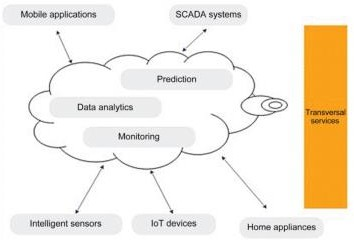 Mobile applications
SCADA systems
Prediction
Data analytics
Monitoring
Transversal
services
Intelligent sensors
IoT devices
Home appliances